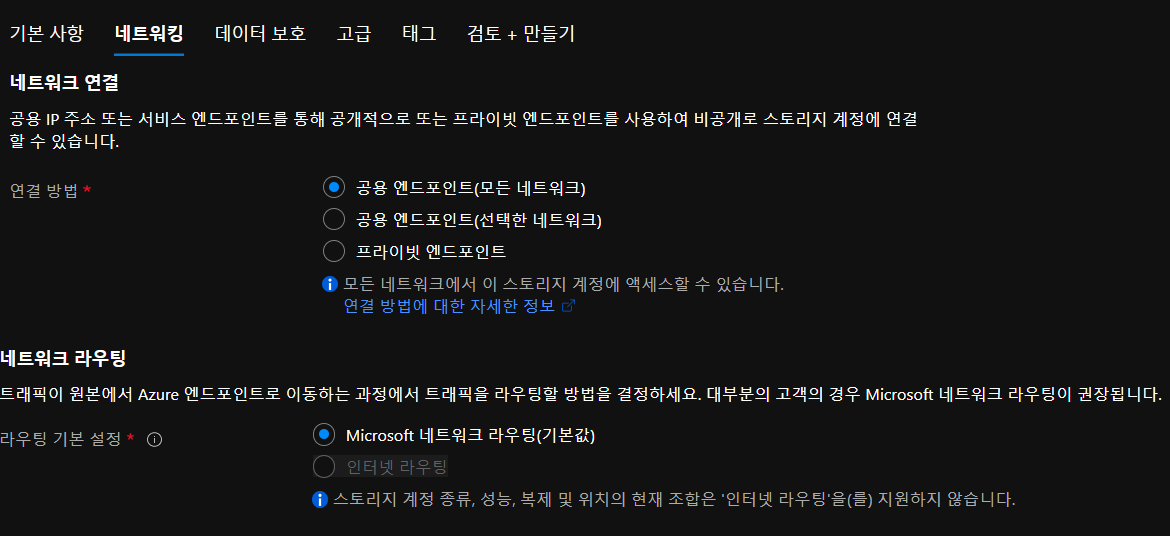 기본 사항 네트워킹 데이터 보호 고급 태그 검토 + 만들기
네트워크 연결
공용 IP 주소 또는 서비스 엔드포인트를 통해 공개적으로 또는 프라이빗 엔드포인트를 사용하여 비공개로 스토리지 계정에 연결
할 수 있습니다.
연결 방법 *
공용 엔드포인트(모든 네트워크)
공용 엔드포인트(선택한 네트워크)
프라이빗 엔드포인트
모든 네트워크에서 이 스토리지 계정에 액세스할 수 있습니다.
연결 방법에 대한 자세한 정보
네트워크 라우팅
트래픽이 원본에서 Azure 엔드포인트로 이동하는 과정에서 트래픽을 라우팅할 방법을 결정하세요. 대부분의 고객의 경우 Microsoft 네트워크 라우팅이 권장됩니다.
라우팅 기본 설정 *
Microsoft 네트워크 라우팅(기본값)
인터넷 라우팅
스토리지 계정 종류, 성능, 복제 및 위치의 현재 조합은 '인터넷 라우팅'을(를) 지원하지 않습니다.